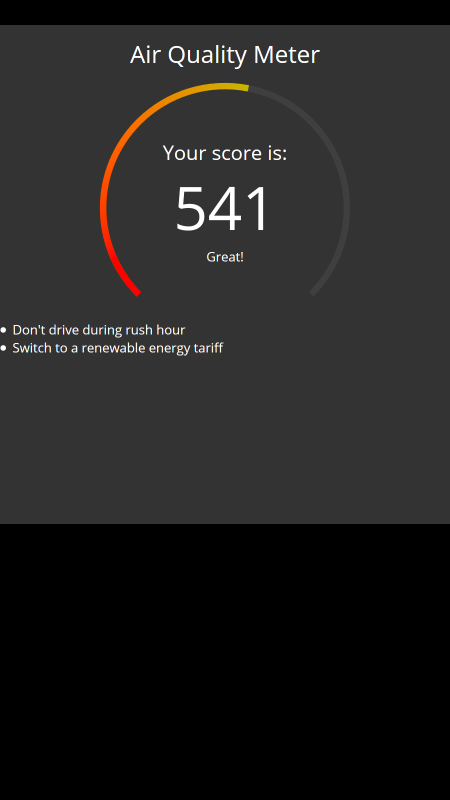 Air Quality Meter
Your score is:
541
Great!
Don't drive during rush hour
Switch to a renewable energy tariff